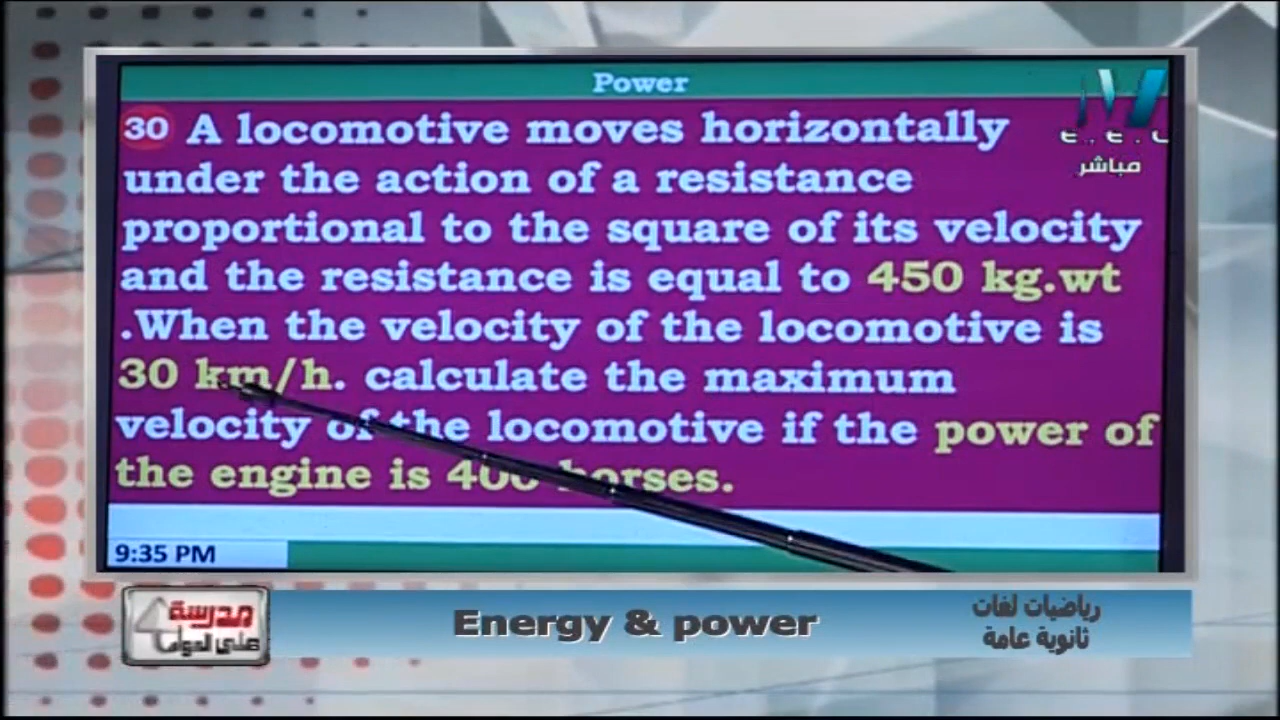 Power
30 A locomotive moves horizontally
under the action of a resistance
proportional to the square of its velocity
and the resistance is equal to 450 kg.wt
.When the velocity of the locomotive is
30 km/h. calculate the maximum
velocity of the locomotive if the power of
the engine is 400 horses.
مباشر
9:35 PM
مدرسة
على الهواء
Energy & power
رياضيات لغات
ثانوية عامة